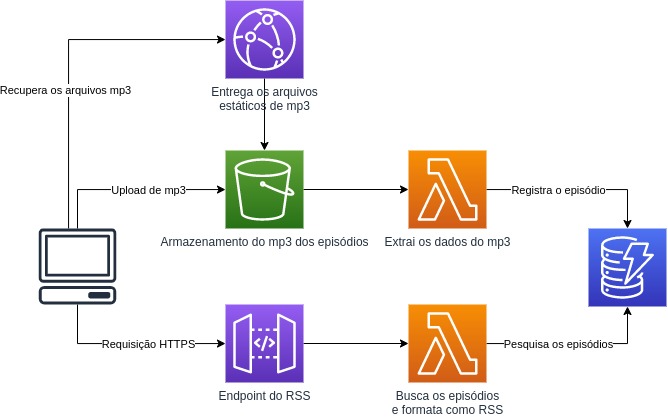 Recupera os arquivos mp3
Entrega os arquivos
estáticos de mp3
Upload de mp3
Registra o episódio
Armazenamento do mp3 dos episódios
Extrai os dados do mp3
Requisição HTTPS
</>
Pesquisa os episódios
Endpoint do RSS
Busca os episódios
e formata como RSS